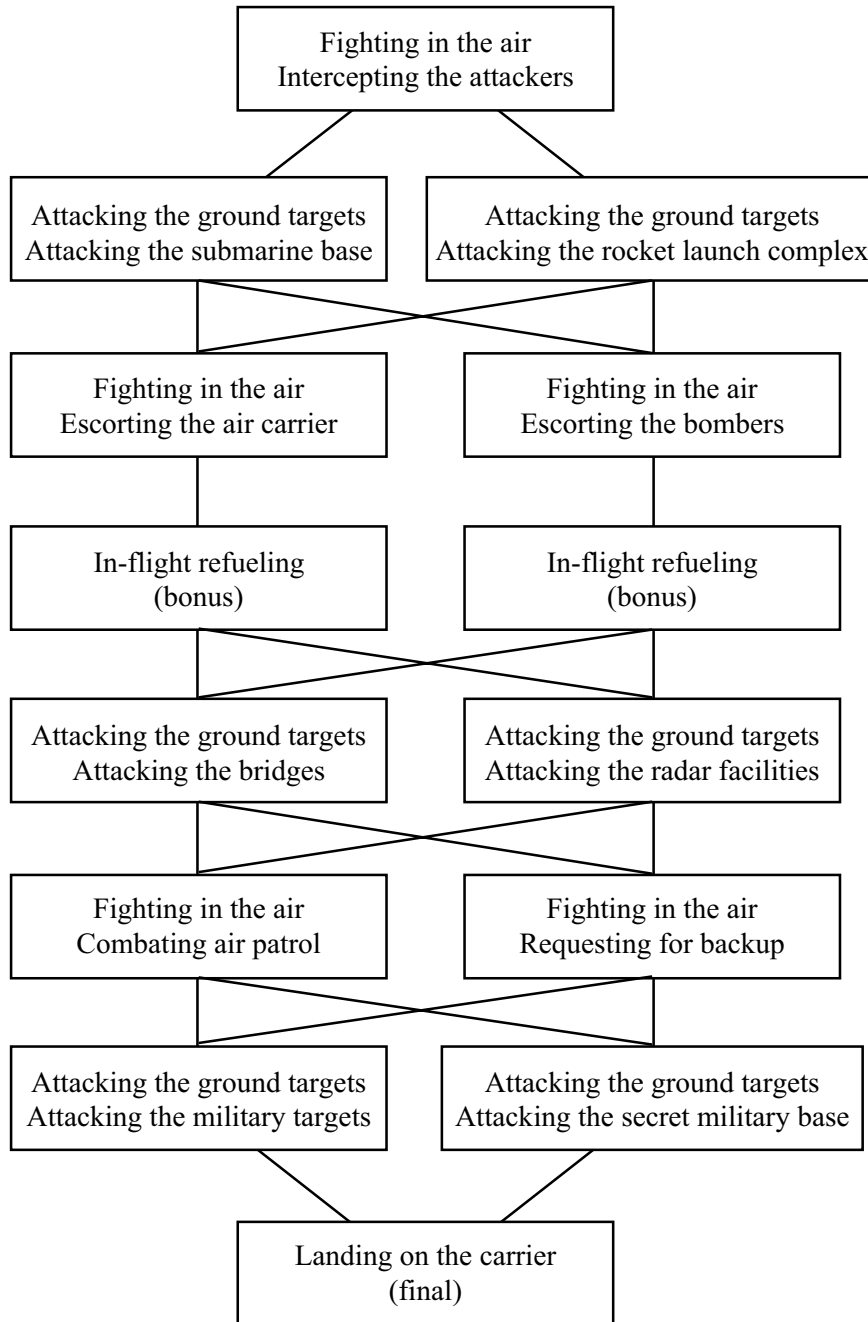 Fighting in the air
Intercepting the attackers
Attacking the ground targets
Attacking the submarine base
Attacking the ground targets
Attacking the rocket launch complex
Fighting in the air
Escorting the air carrier
Fighting in the air
Escorting the bombers
In-flight refueling
(bonus)
In-flight refueling
(bonus)
Attacking the ground targets
Attacking the bridges
Attacking the ground targets
Attacking the radar facilities
Fighting in the air
Combating air patrol
Fighting in the air
Requesting for backup
Attacking the ground targets
Attacking the military targets
Attacking the ground targets
Attacking the secret military base
Landing on the carrier
(final)